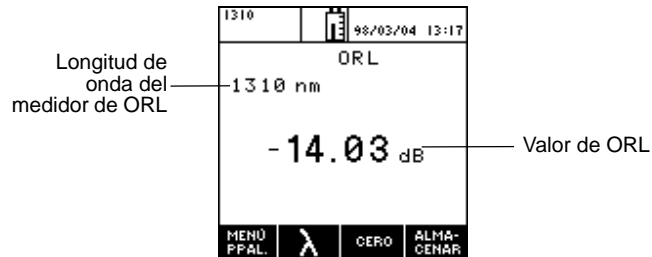 1310
98/03/04 13:17
ORL
Longitud de
onda del
medidor de ORL
1310 nm
-14.03 dB
Valor de ORL
MENÚ
PPAL.
λ
CERO
ALMA-
CENAR